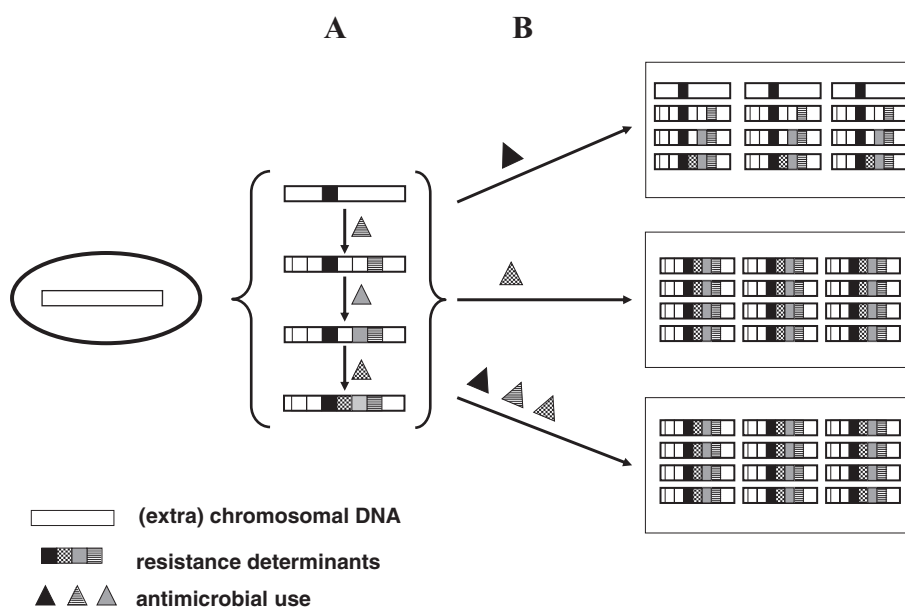 A B
(extra) chromosomal DNA
resistance determinants
antimicrobial use